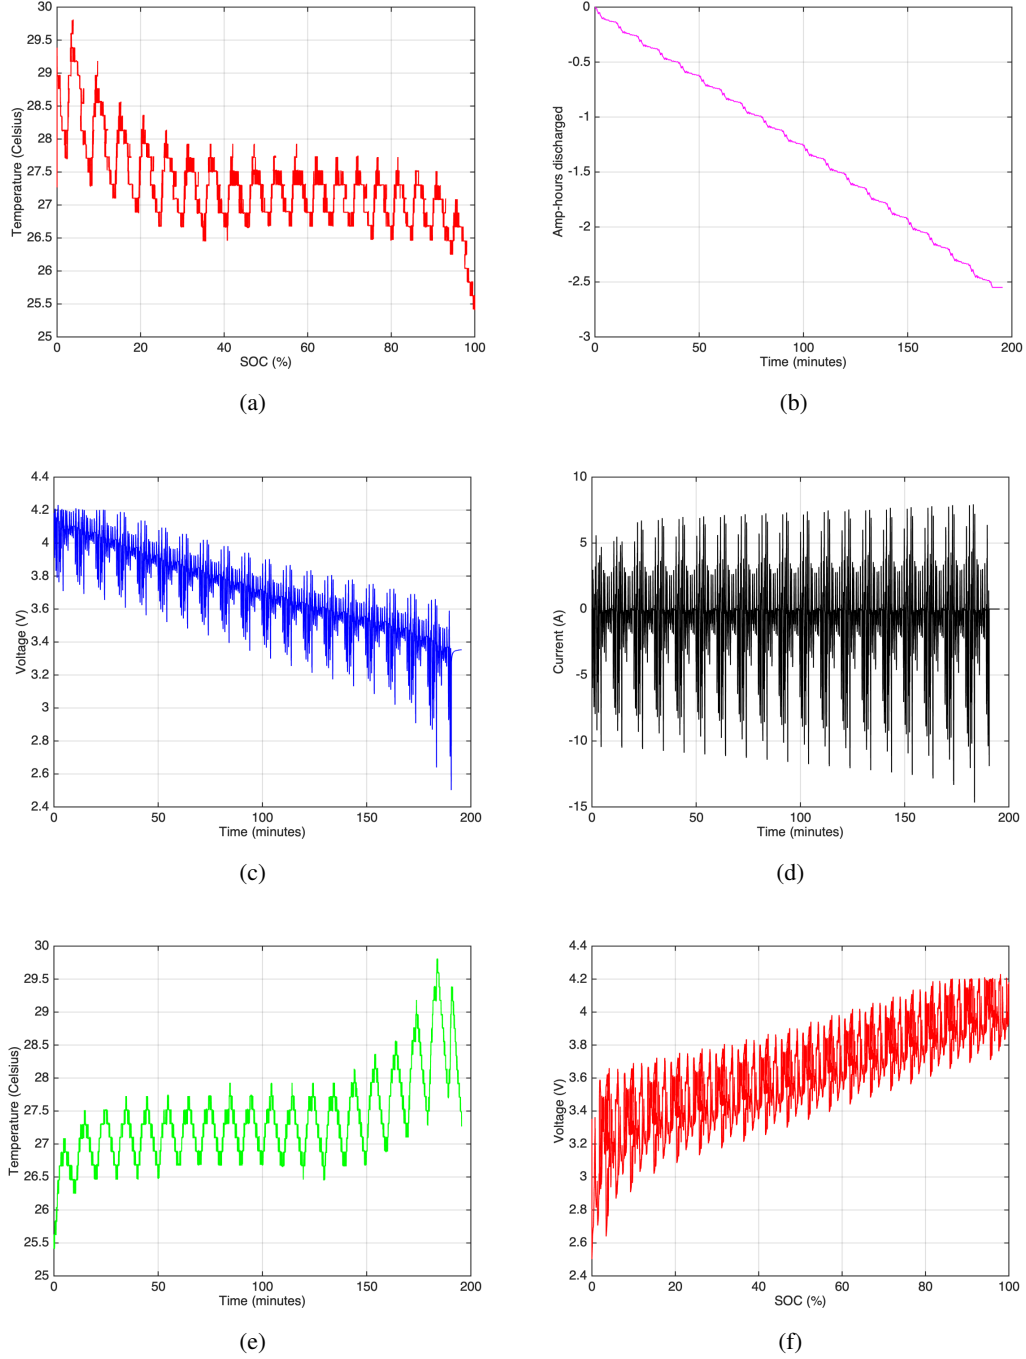 30
29.5
29
28.5
28
27.5
27
26.5
26
25.5
25
Temperature (Celsius)
0 20 40 60 80 100
SOC (%)
(a)
0
-0.5
-1
-1.5
-2
-2.5
-3
Amp-hours discharged
0 50 100 150 200
Time (minutes)
(b)
4.4
4.2
4
3.8
3.6
3.4
3.2
3
2.8
2.6
2.4
Voltage (V)
0 50 100 150 200
Time (minutes)
(c)
10
5
0
-5
-10
-15
Current (A)
0 50 100 150 200
Time (minutes)
(d)
30
29.5
29
28.5
28
27.5
27
26.5
26
25.5
25
Temperature (Celsius)
0 50 100 150 200
Time (minutes)
(e)
4.4
4.2
4
3.8
3.6
3.4
3.2
3
2.8
2.6
2.4
Voltage (V)
0 20 40 60 80 100
SOC (%)
(f)